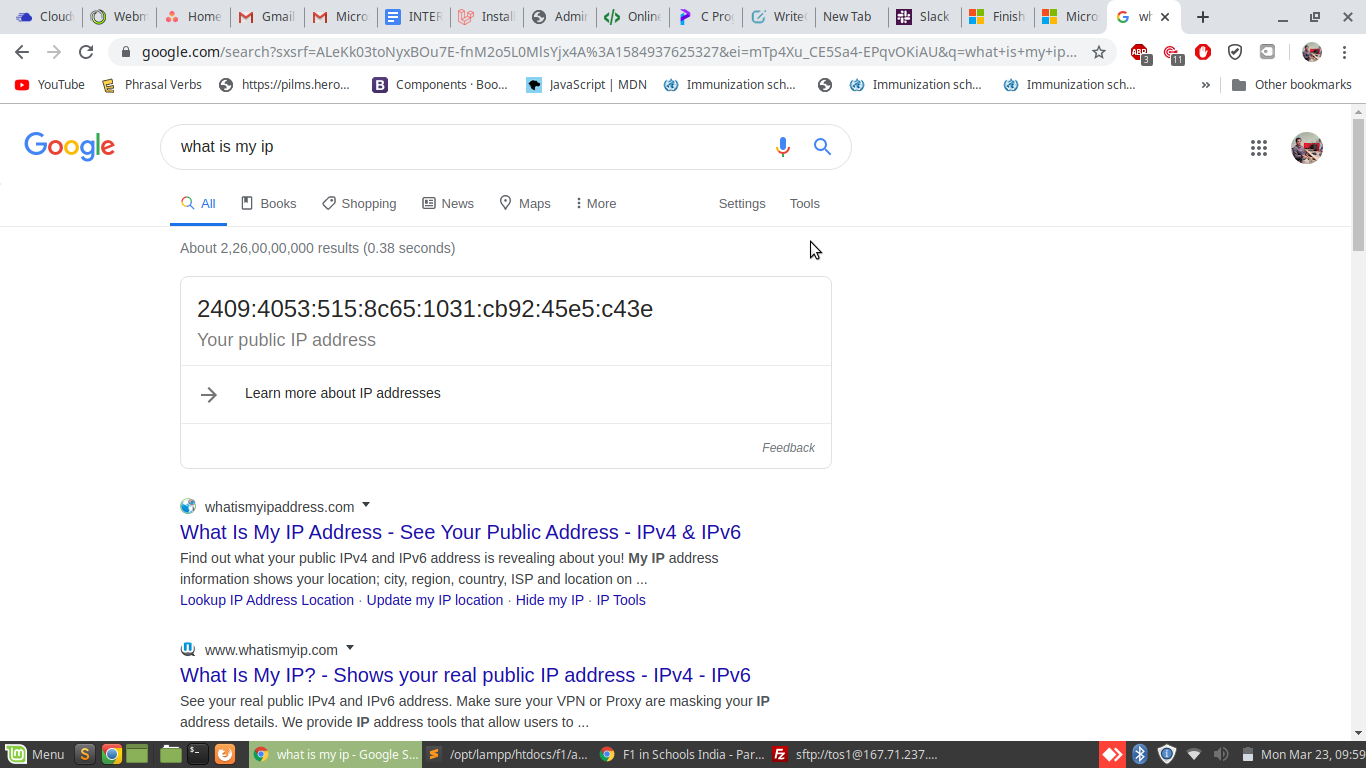 Cloud Webm Home Gmail Micro INTER Instal Admir Online C Pro Write New Tab Slack Finish Micro wh
google.com/search?sxsrf=ALeKk03toNyxBOu7E-fnM2o5L0MlsYjx4A%3A1584937625327&ei=mTp4Xu_CE5Sa4-EPqvOKiAU&q=what+is+my+ip...
ABP 3 11
YouTube Phrasal Verbs https://pilms.hero... B Components · Boo... JavaScript | MDN Immunization sch... Immunization sch... Immunization sch... » Other bookmarks
Google what is my ip
All Books Shopping News Maps More Settings Tools
About 2,26,00,00,000 results (0.38 seconds)
2409:4053:515:8c65:1031:cb92:45e5:c43e
Your public IP address
Learn more about IP addresses
Feedback
whatismyipaddress.com
What Is My IP Address - See Your Public Address - IPv4 & IPv6
Find out what your public IPv4 and IPv6 address is revealing about you! My IP address
information shows your location; city, region, country, ISP and location on ...
Lookup IP Address Location · Update my IP location · Hide my IP · IP Tools
www.whatismyip.com
What Is My IP? - Shows your real public IP address - IPv4 - IPv6
See your real public IPv4 and IPv6 address. Make sure your VPN or Proxy are masking your IP
address details. We provide IP address tools that allow users to ...
Menu what is my ip - Google S... /opt/lampp/htdocs/f1/a... F1 in Schools India - Par... sftp://tos1@167.71.237.... Mon Mar 23, 09:59